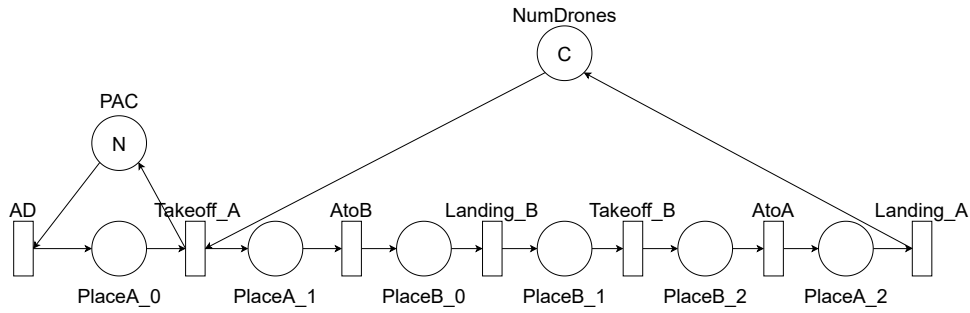 NumDrones
C
PAC
N
AD
Takeoff_A
AtoB
Landing_B
Takeoff_B
AtoA
Landing_A
PlaceA_0
PlaceA_1
PlaceB_0
PlaceB_1
PlaceB_2
PlaceA_2